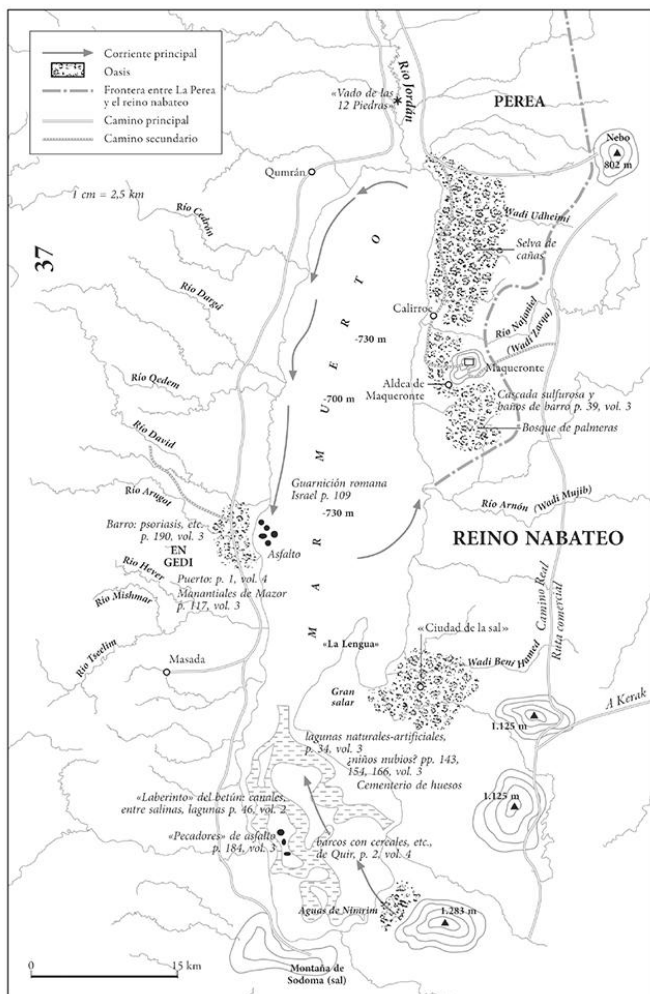 Corriente principal
Oasis
Frontera entre La Perea
y el reino nabateo
Camino principal
Camino secundario
Río Jordán
«Vado de las
12 Piedras»
PEREA
Nebo
802 m
Qumrán
1 cm = 2,5 km
37
Río Cedrón
Wadi Udheimi
Selva de
cañas
Río Dargá
Calirroe
Río Najaniel
(Wadi Zarqa)
-730 m
Maqueronte
Río Qedem
-700 m
Aldea de
Maqueronte
Cascada sulfurosa y
baños de barro p. 39, vol. 3
Bosque de palmeras
Río David
MAR MUERTO
Guarnición romana
Israel p. 109
Río Arugot
-730 m
Río Arnón (Wadi Mujib)
Barro: psoriasis, etc.
p. 190, vol. 3
EN
GEDI
Asfalto
REINO NABATEO
Río Hever
Puerto: p. 1, vol. 4
Manantiales de Mazor
p. 117, vol. 3
Río Mishmar
Camino Real
Ruta comercial
Río Tseelim
Masada
«La Lengua»
«Ciudad de la sal»
Wadi Beni Hamed
Gran
salar
A Kerak
1.125 m
lagunas naturales-artificiales,
p. 34, vol. 3
¿niños nubios? pp. 143,
154, 166, vol. 3
Cementerio de huesos
1.125 m
«Laberinto» del betún: canales,
entre salinas, lagunas p. 46, vol. 2
«Pecadores» de asfalto
p. 184, vol. 3
barcos con cereales, etc.,
de Quir, p. 2, vol. 4
Aguas de Nimrim
1.283 m
0
15 km
Montaña de
Sodoma (sal)